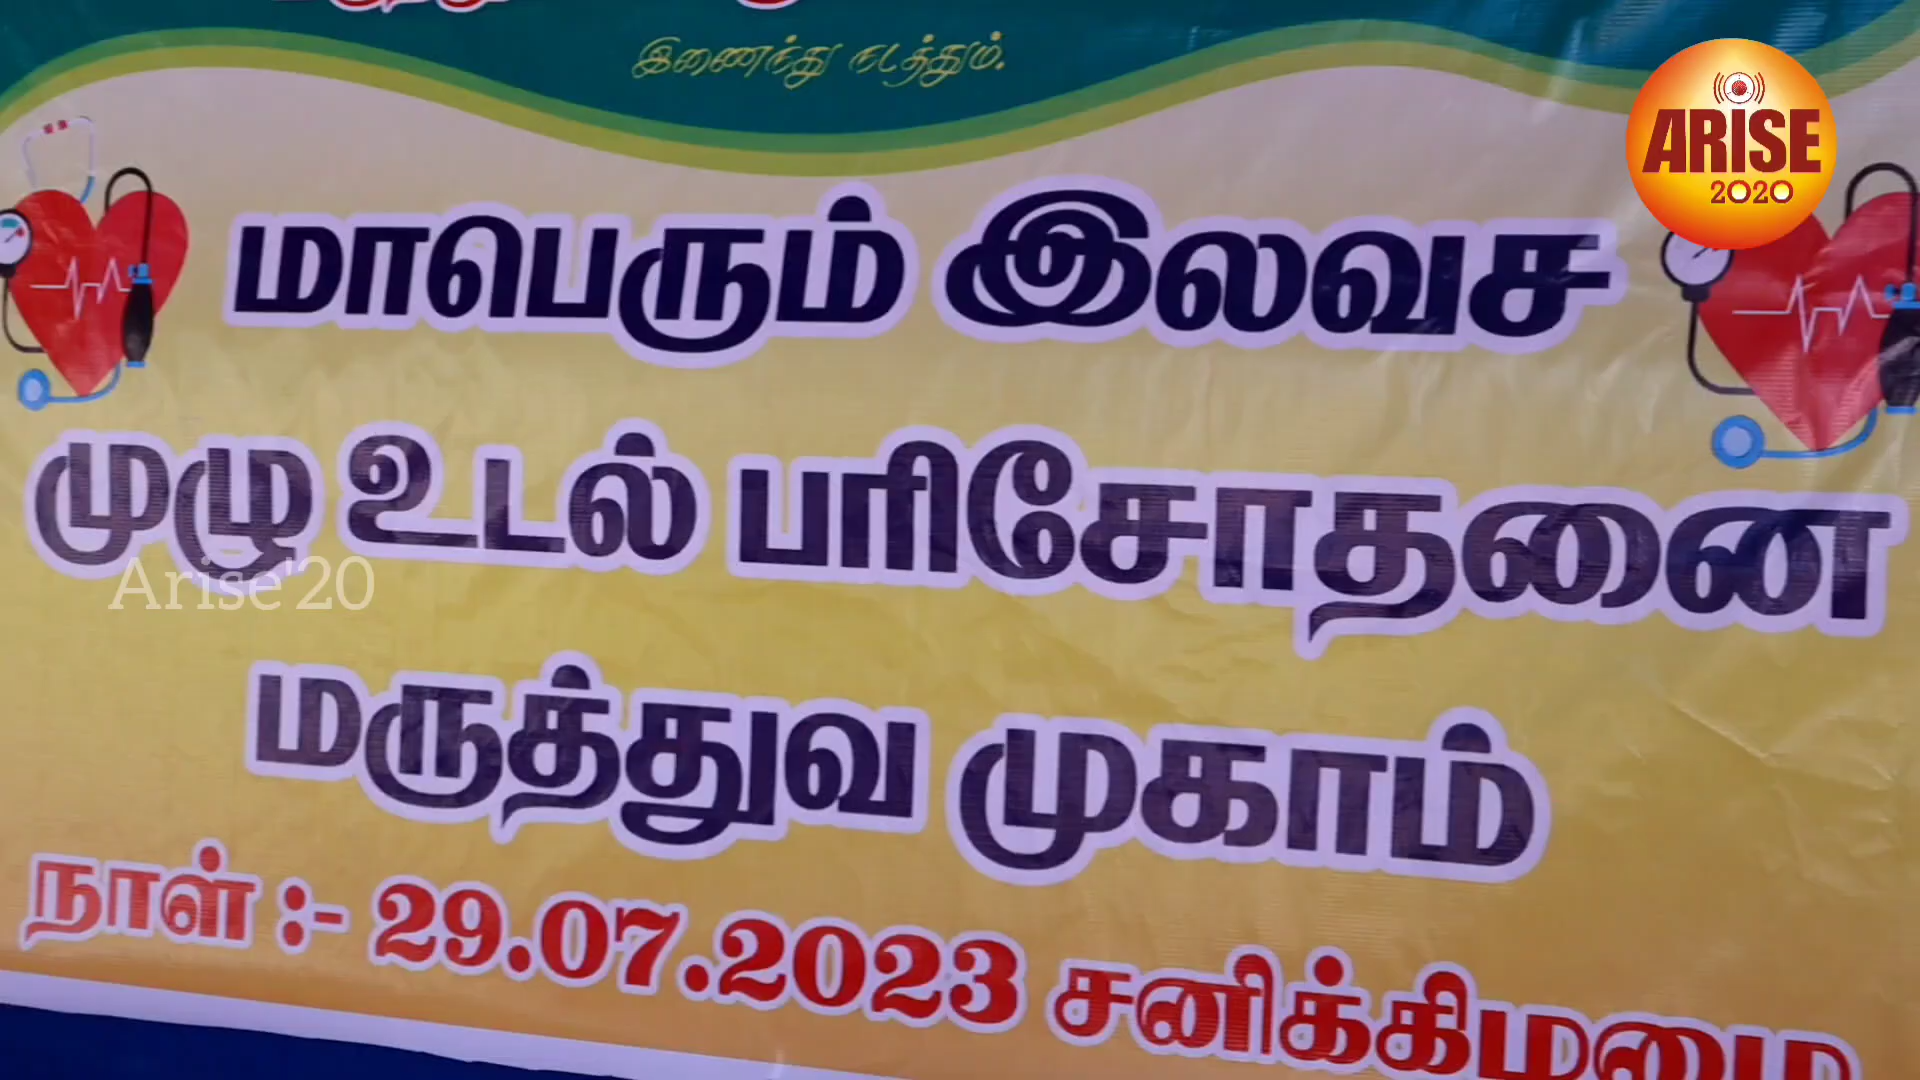 இணைந்து நடத்தும்.
ARISE
2020
மாபெரும் இலவச
முழு உடல் பரிசோதனை
Arise'20
மருத்துவ முகாம்
நாள் :- 29.07.2023 சனிக்கிழமை